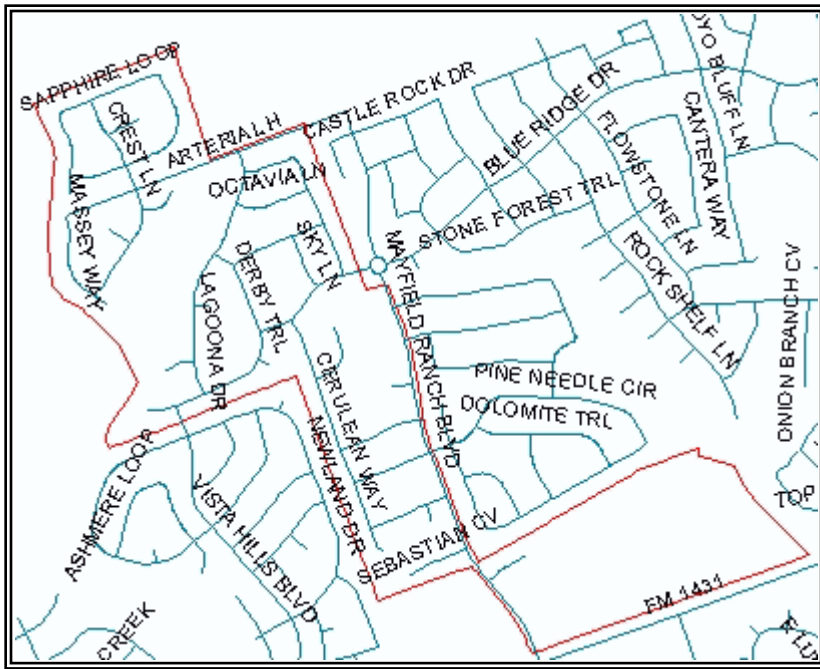 SAPPHIRE LOOP
CREST LN
ARTERIAL H
CASTLE ROCK DR
BLUE RIDGE DR
OYO BLUFF LN
CANTERA WAY
FLOWSTONE LN
OCTAVIA LN
MASSEY WAY
STONE FOREST TRL
SKY LN
DERBY TRL
MAYFIELD RANCH BLVD
ROCK SHELF LN
ONION BRANCH CV
LAGOONA DR
CERULEAN WAY
PINE NEEDLE CIR
DOLOMITE TRL
NEWLAND DR
ASHMERE LOOP
VISTA HILLS BLVD
SEBASTIAN CV
TOP
FM 1431
CREEK